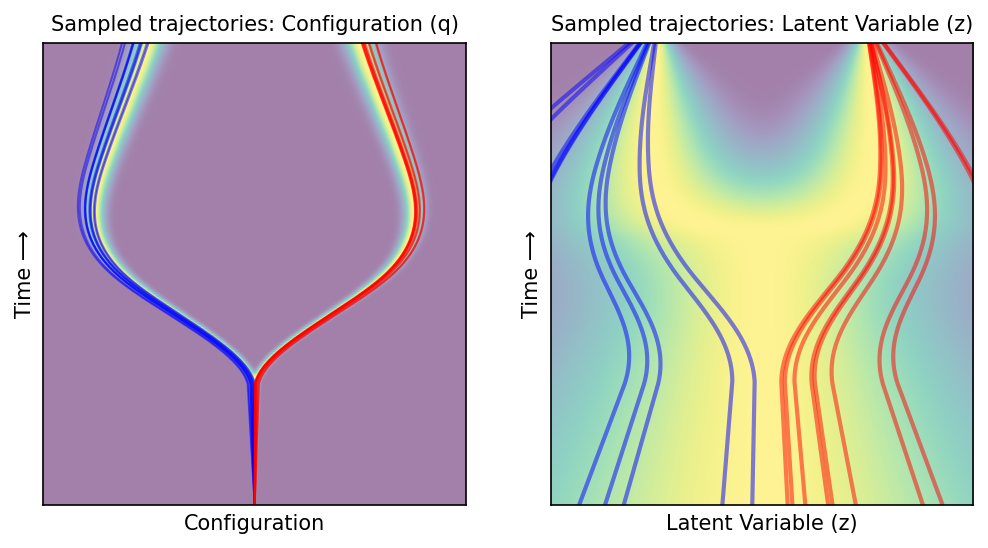 Sampled trajectories: Configuration (q)
Time ⟶
Configuration
Sampled trajectories: Latent Variable (z)
Time ⟶
Latent Variable (z)